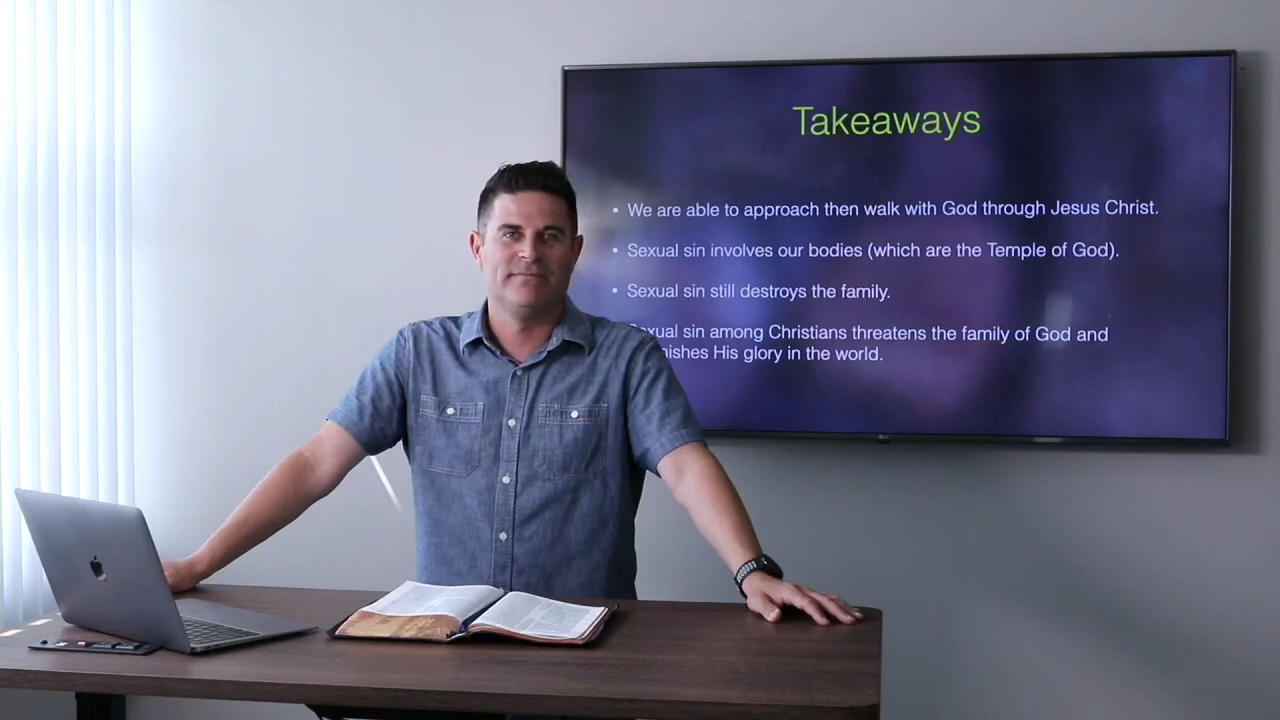 Takeaways
• We are able to approach then walk with God through Jesus Christ.
• Sexual sin involves our bodies (which are the Temple of God).
• Sexual sin still destroys the family.
sin among Christians threatens the family of God and
His glory in the world.